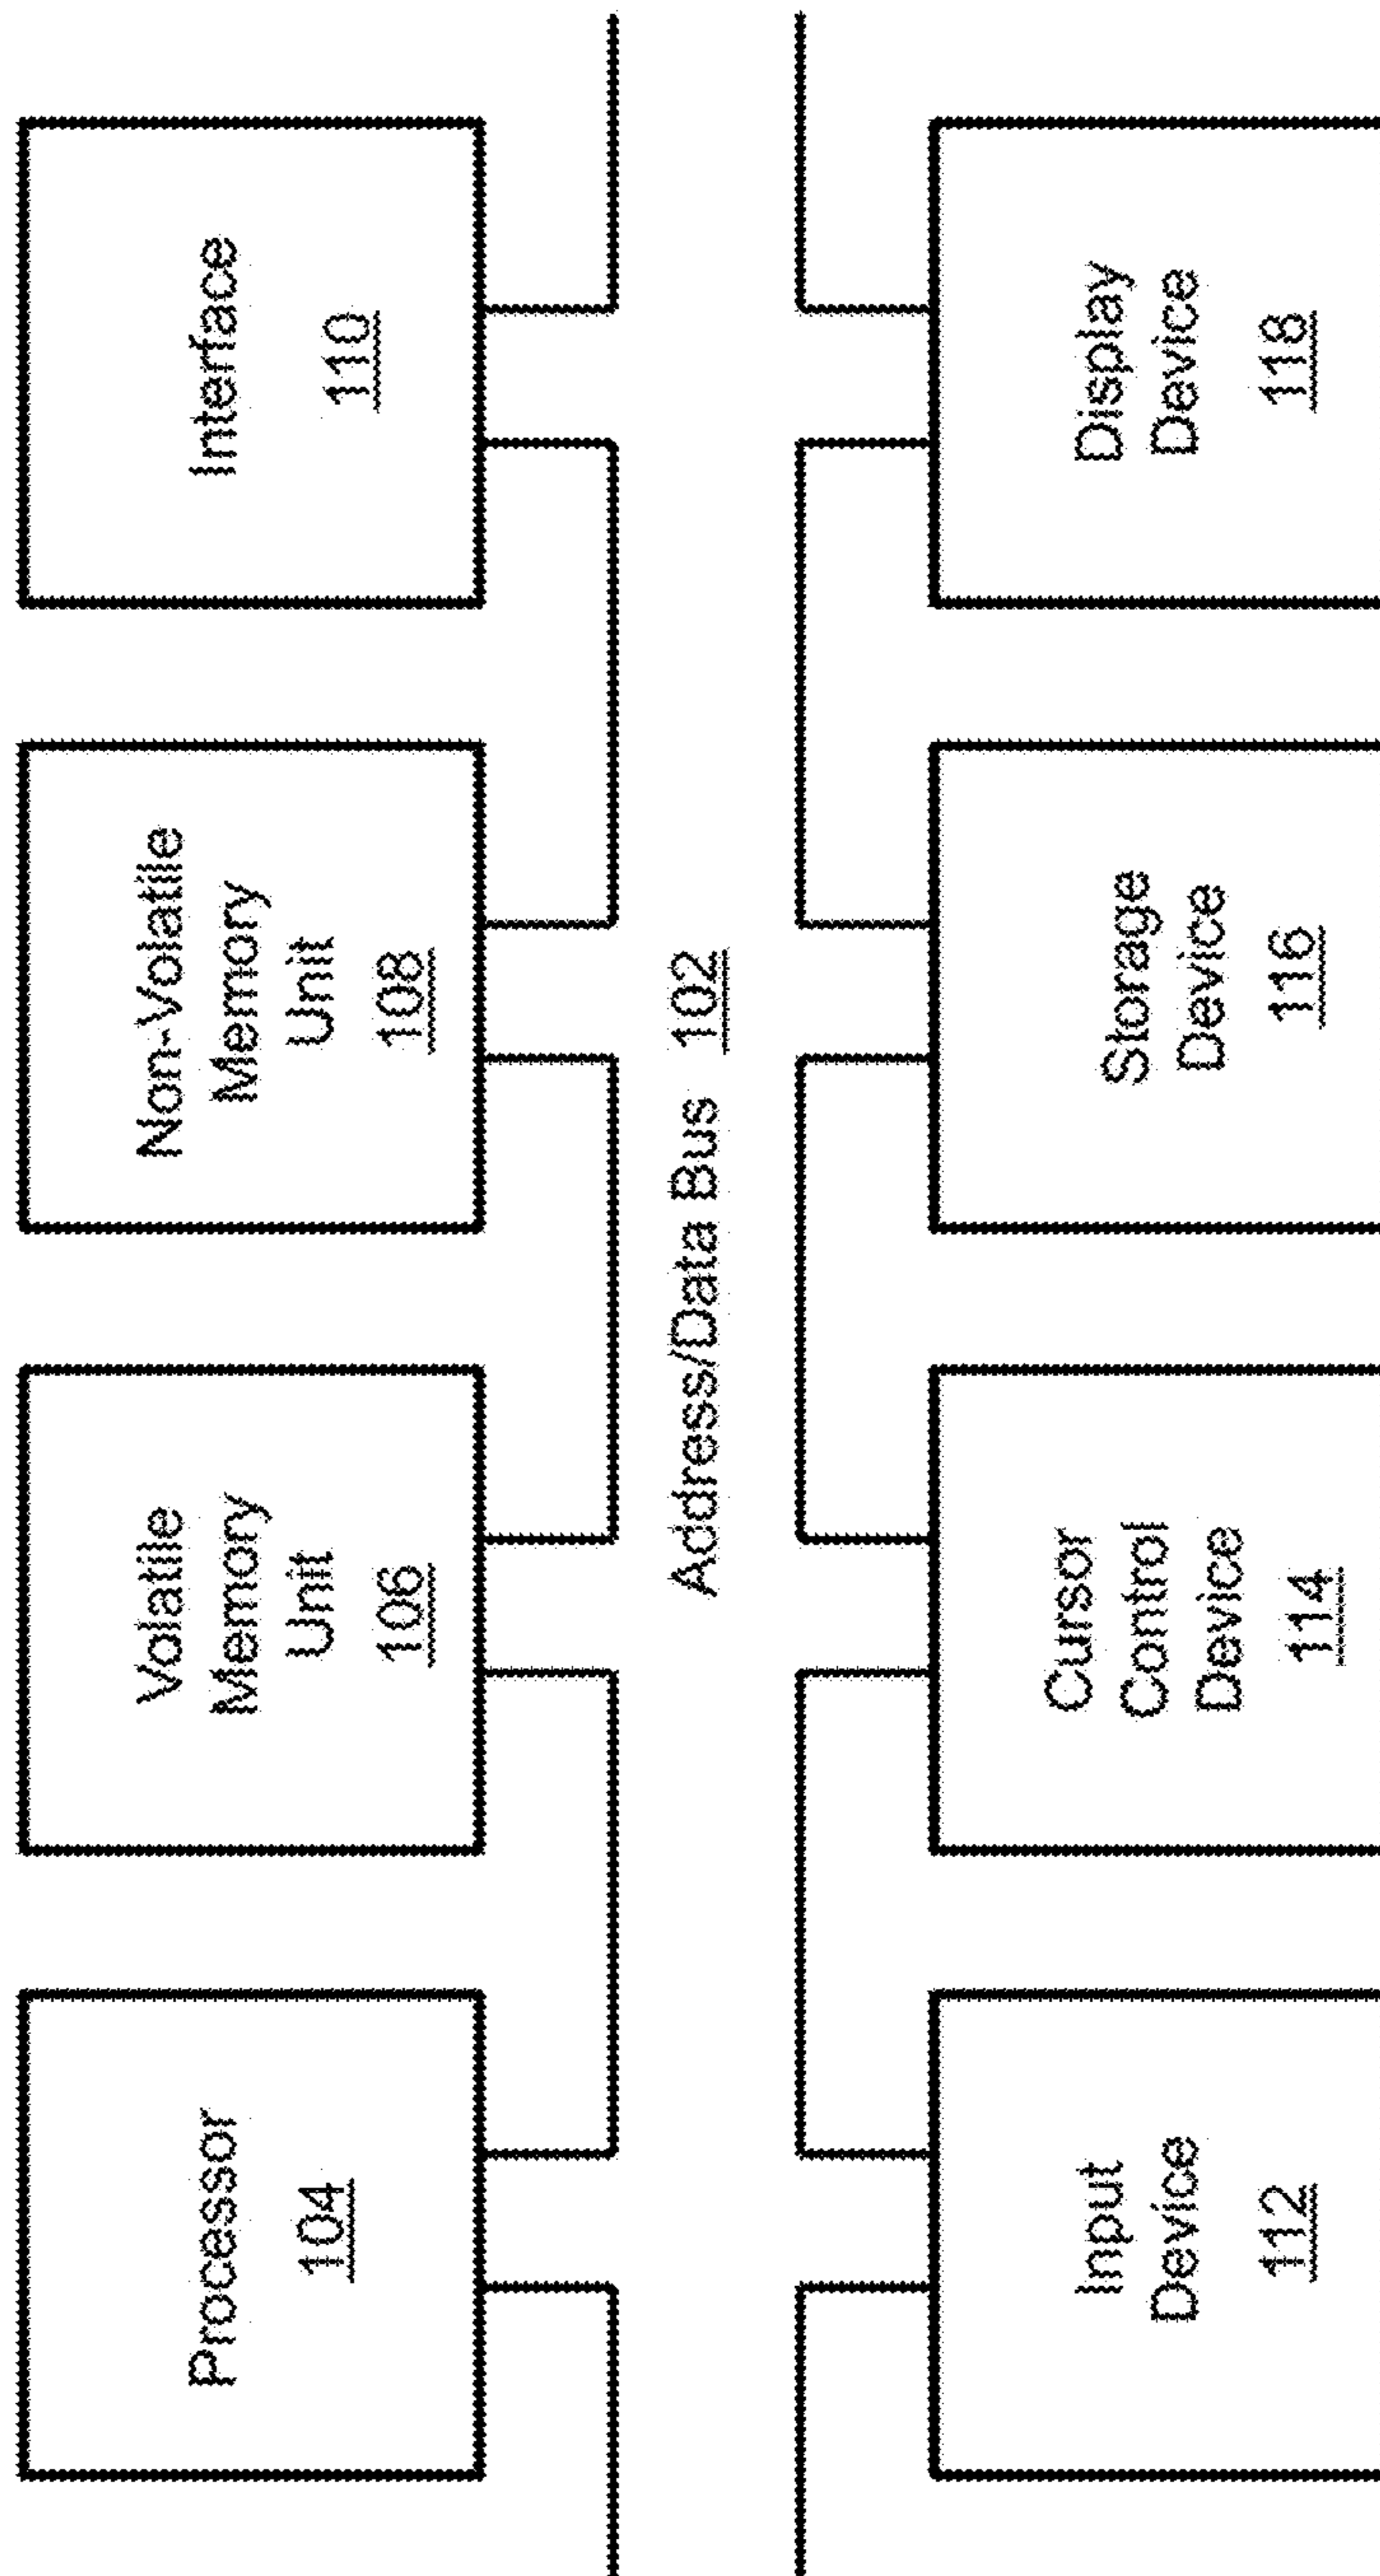 Processor
104
Volatile
Memory
Unit
106
Non-Volatile
Memory
Unit
108
Interface
110
Address/Data Bus 102
Input
Device
112
Cursor
Control
Device
114
Storage
Device
116
Display
Device
118